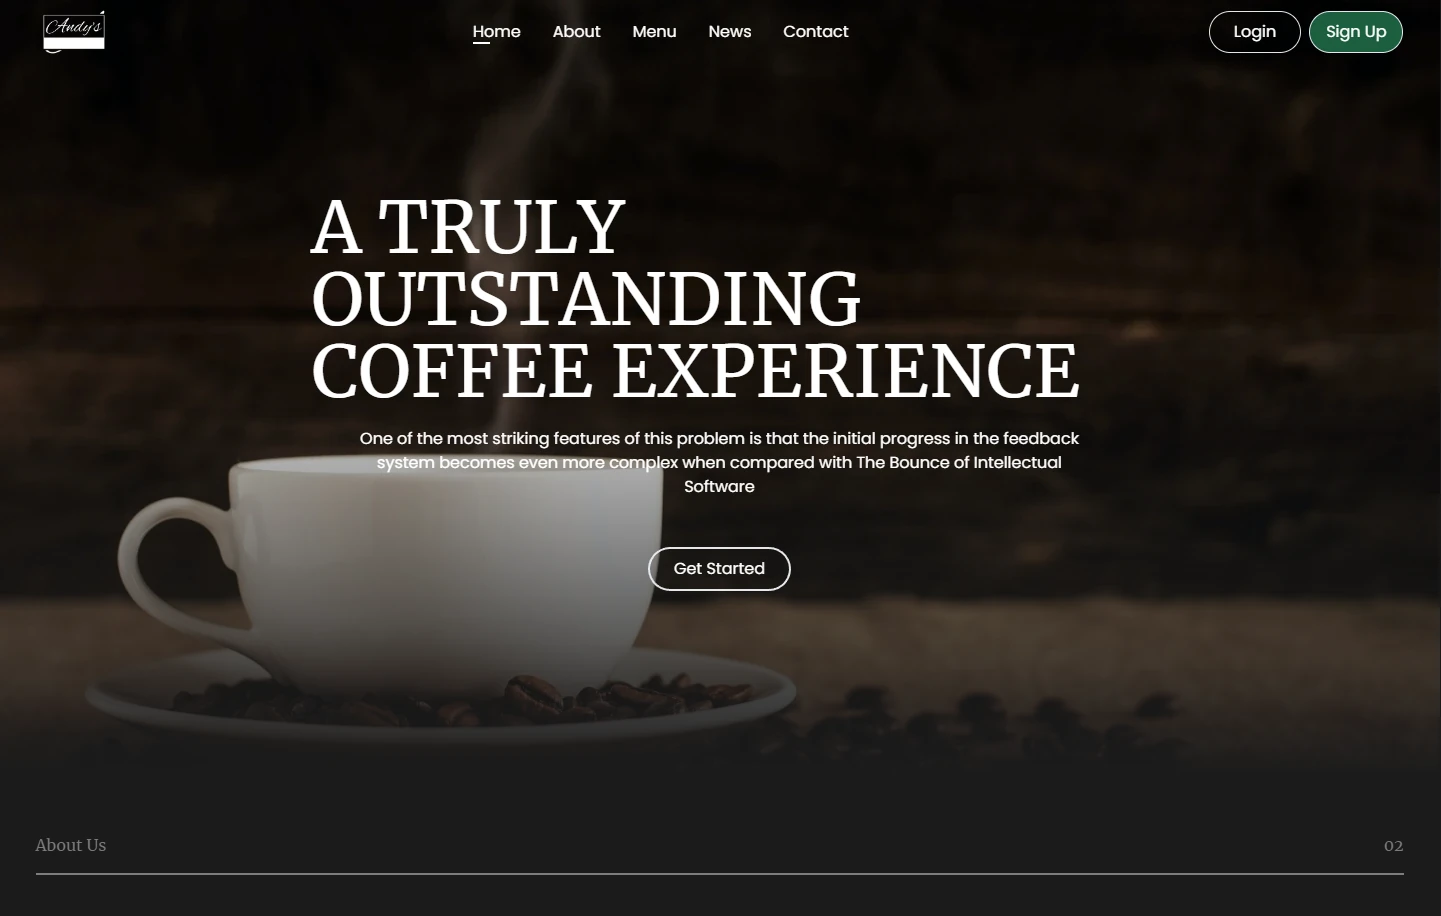 Andy's
Home About Menu News Contact
Login Sign Up
A TRULY
OUTSTANDING
COFFEE EXPERIENCE
One of the most striking features of this problem is that the initial progress in the feedback
system becomes even more complex when compared with The Bounce of Intellectual
Software
Get Started
About Us 02